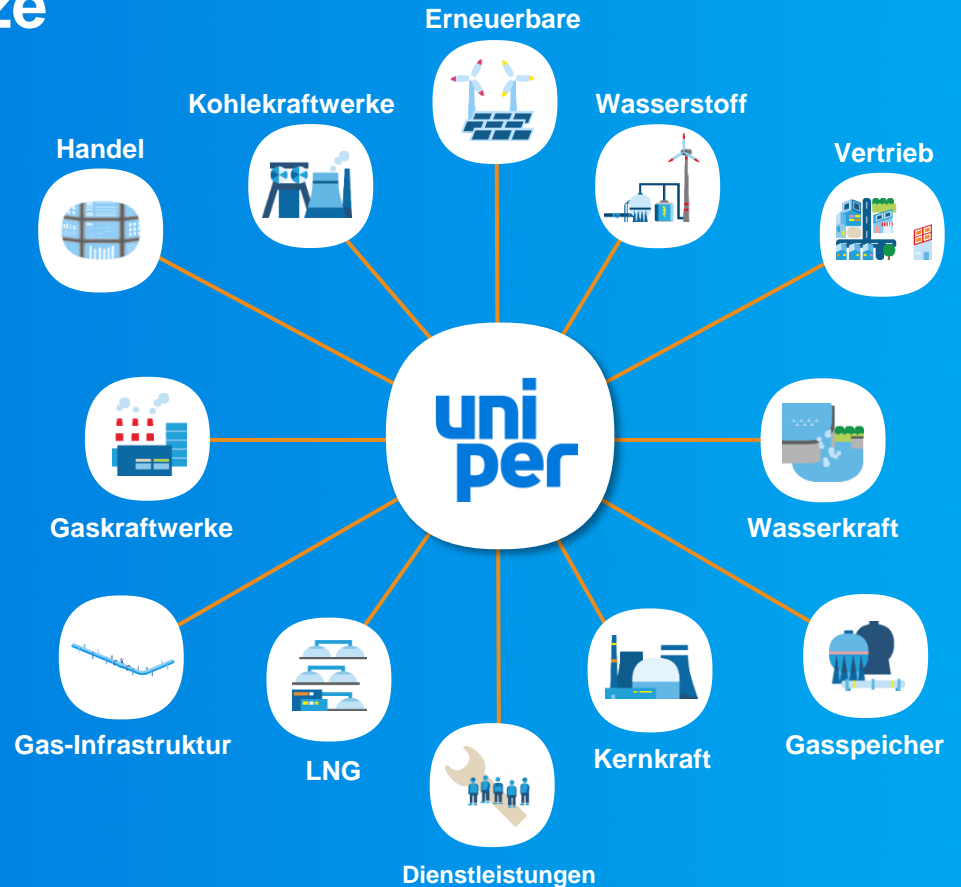 ze
Erneuerbare
Kohlekraftwerke
Wasserstoff
Handel
Vertrieb
uni
per
Gaskraftwerke
Wasserkraft
Gas-Infrastruktur
LNG
Kernkraft
Gasspeicher
Dienstleistungen